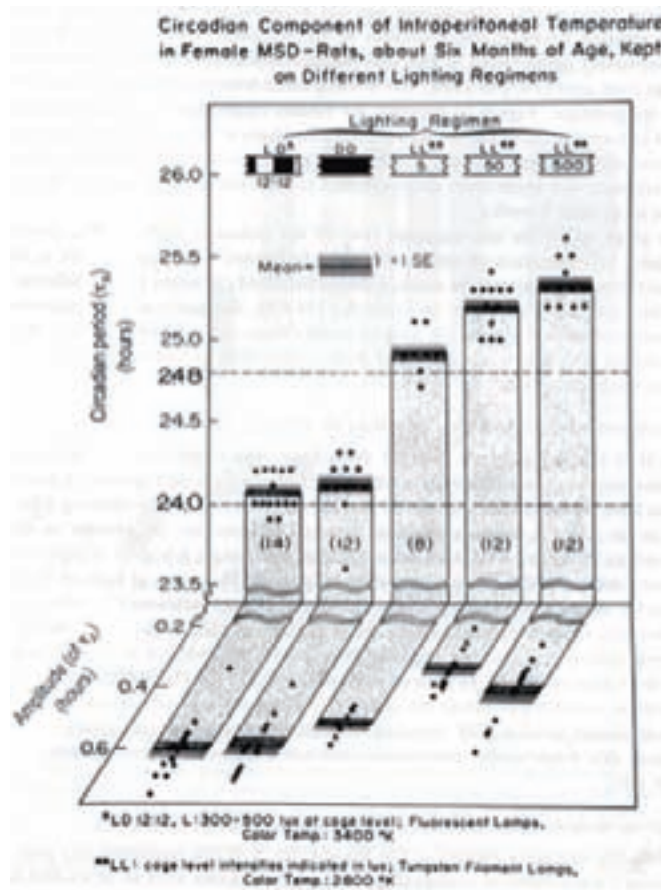 Circadian Component of Intraperitoneal Temperature
in Female MSD-Rats, about Six Months of Age, Kept
on Different Lighting Regimens
Lighting Regimen
LD* DD LL** LL** LL**
12:12 5 50 500
26.0
25.5
25.0
24.8
24.5
24.0
23.5
Circadian period (τₐ)
(hours)
Mean= ±1 SE
(14) (12) (8) (12) (12)
0.2
0.4
0.6
Amplitude (of τₐ)
(hours)
*LD 12:12, L:300-500 lux at cage level; Fluorescent Lamps,
Color Temp.: 3400 °K
**LL: cage level intensities indicated in lux; Tungsten Filament Lamps,
Color Temp.: 2800 °K